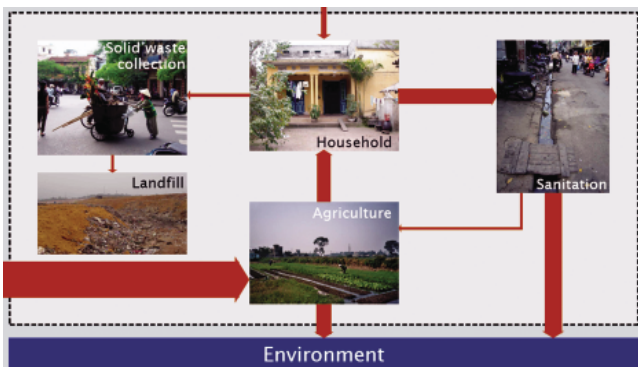 Solid waste
collection
Household
Sanitation
Landfill
Agriculture
Environment